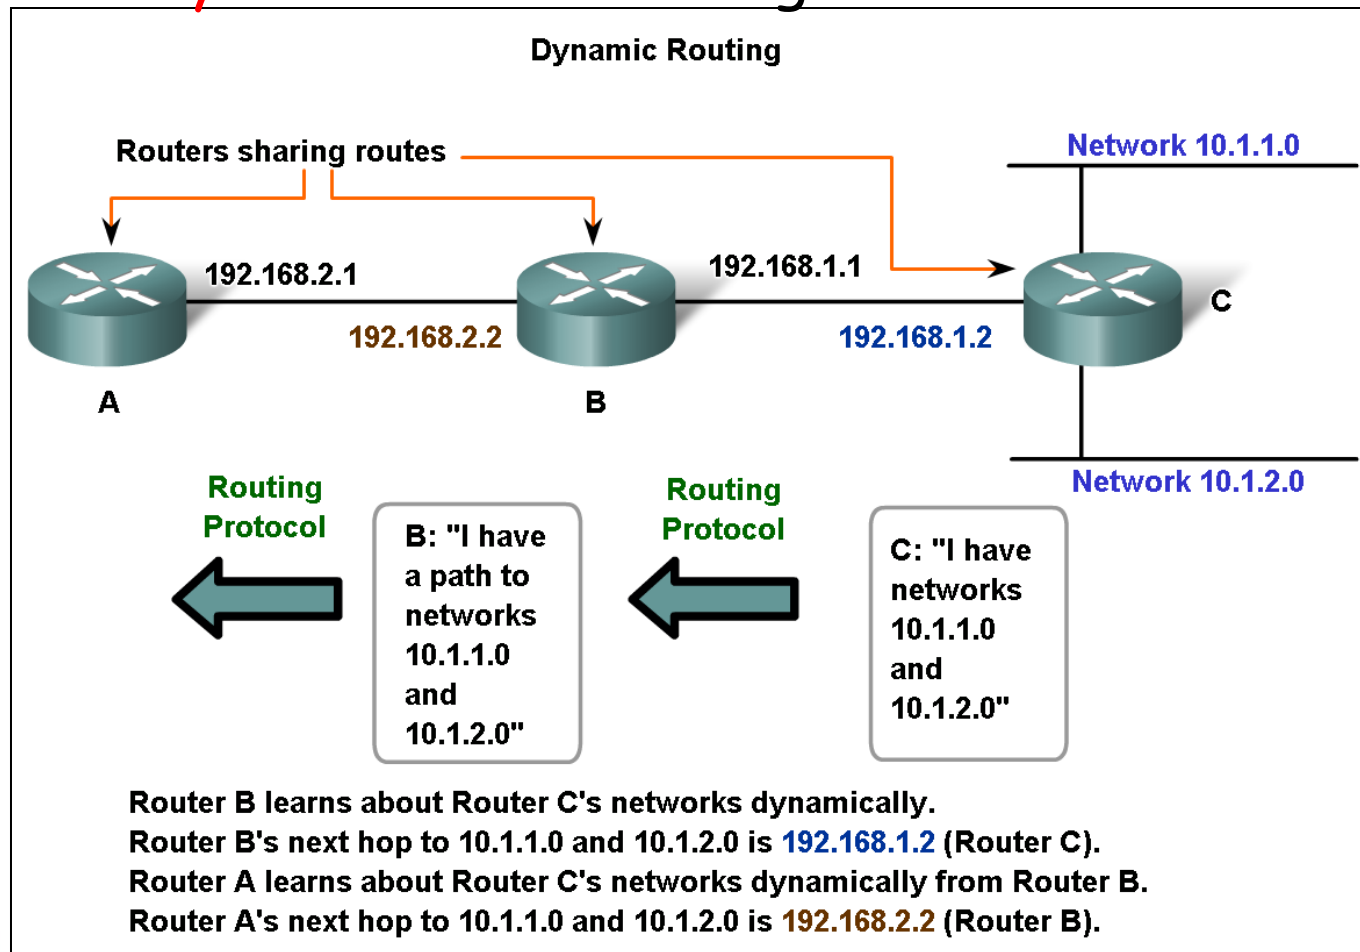 Dynamic Routing
Routers sharing routes
Network 10.1.1.0
192.168.2.1
192.168.1.1
C
192.168.2.2
192.168.1.2
A
B
Network 10.1.2.0
Routing
Protocol
B: "I have
a path to
networks
10.1.1.0
and
10.1.2.0"
Routing
Protocol
C: "I have
networks
10.1.1.0
and
10.1.2.0"
Router B learns about Router C's networks dynamically.
Router B's next hop to 10.1.1.0 and 10.1.2.0 is 192.168.1.2 (Router C).
Router A learns about Router C's networks dynamically from Router B.
Router A's next hop to 10.1.1.0 and 10.1.2.0 is 192.168.2.2 (Router B).